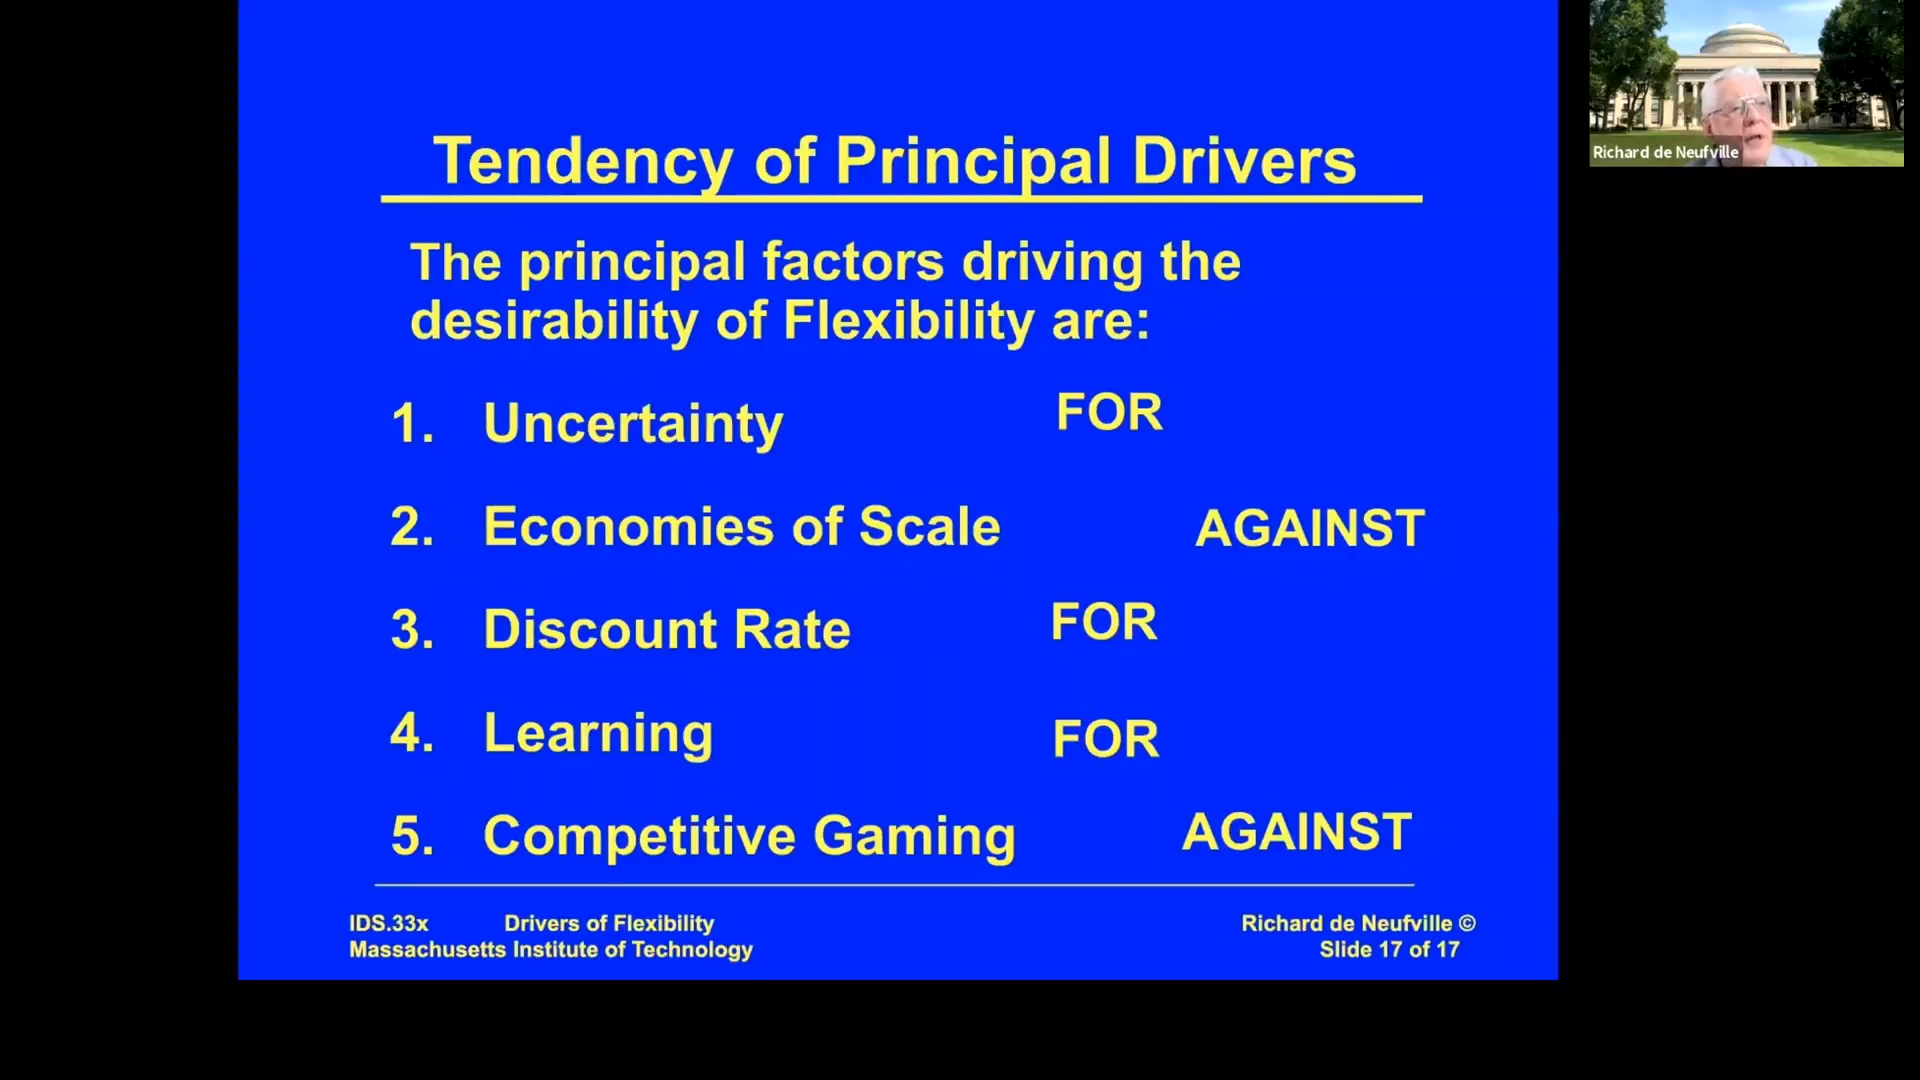 Tendency of Principal Drivers
The principal factors driving the
desirability of Flexibility are:
1. Uncertainty FOR
2. Economies of Scale AGAINST
3. Discount Rate FOR
4. Learning FOR
5. Competitive Gaming AGAINST
IDS.33x Drivers of Flexibility Richard de Neufville ©
Massachusetts Institute of Technology Slide 17 of 17
Richard de Neufville